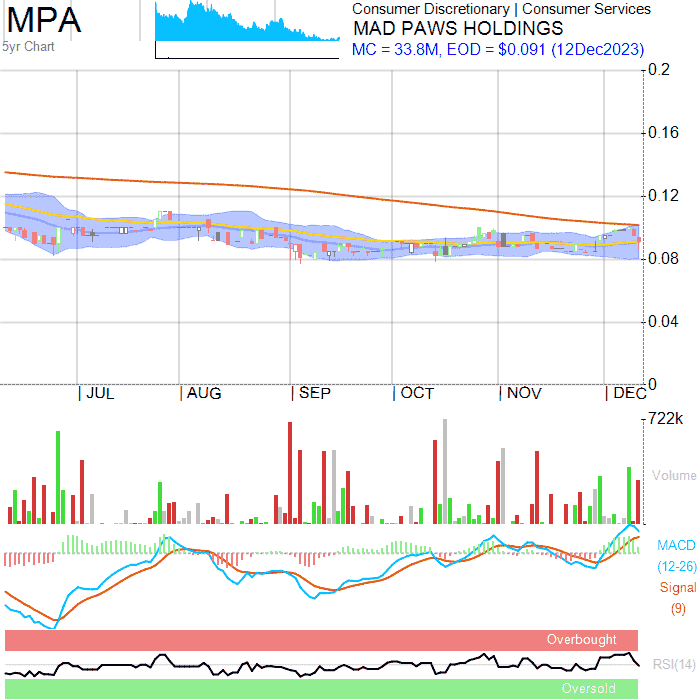 MPA
5yr Chart
Consumer Discretionary | Consumer Services
MAD PAWS HOLDINGS
MC = 33.8M, EOD = $0.091 (12Dec2023)
0.2
0.16
0.12
0.08
0.04
0
| JUL | AUG | SEP | OCT | NOV | DEC
722k
Volume
MACD
(12-26)
Signal
(9)
Overbought
RSI(14)
Oversold